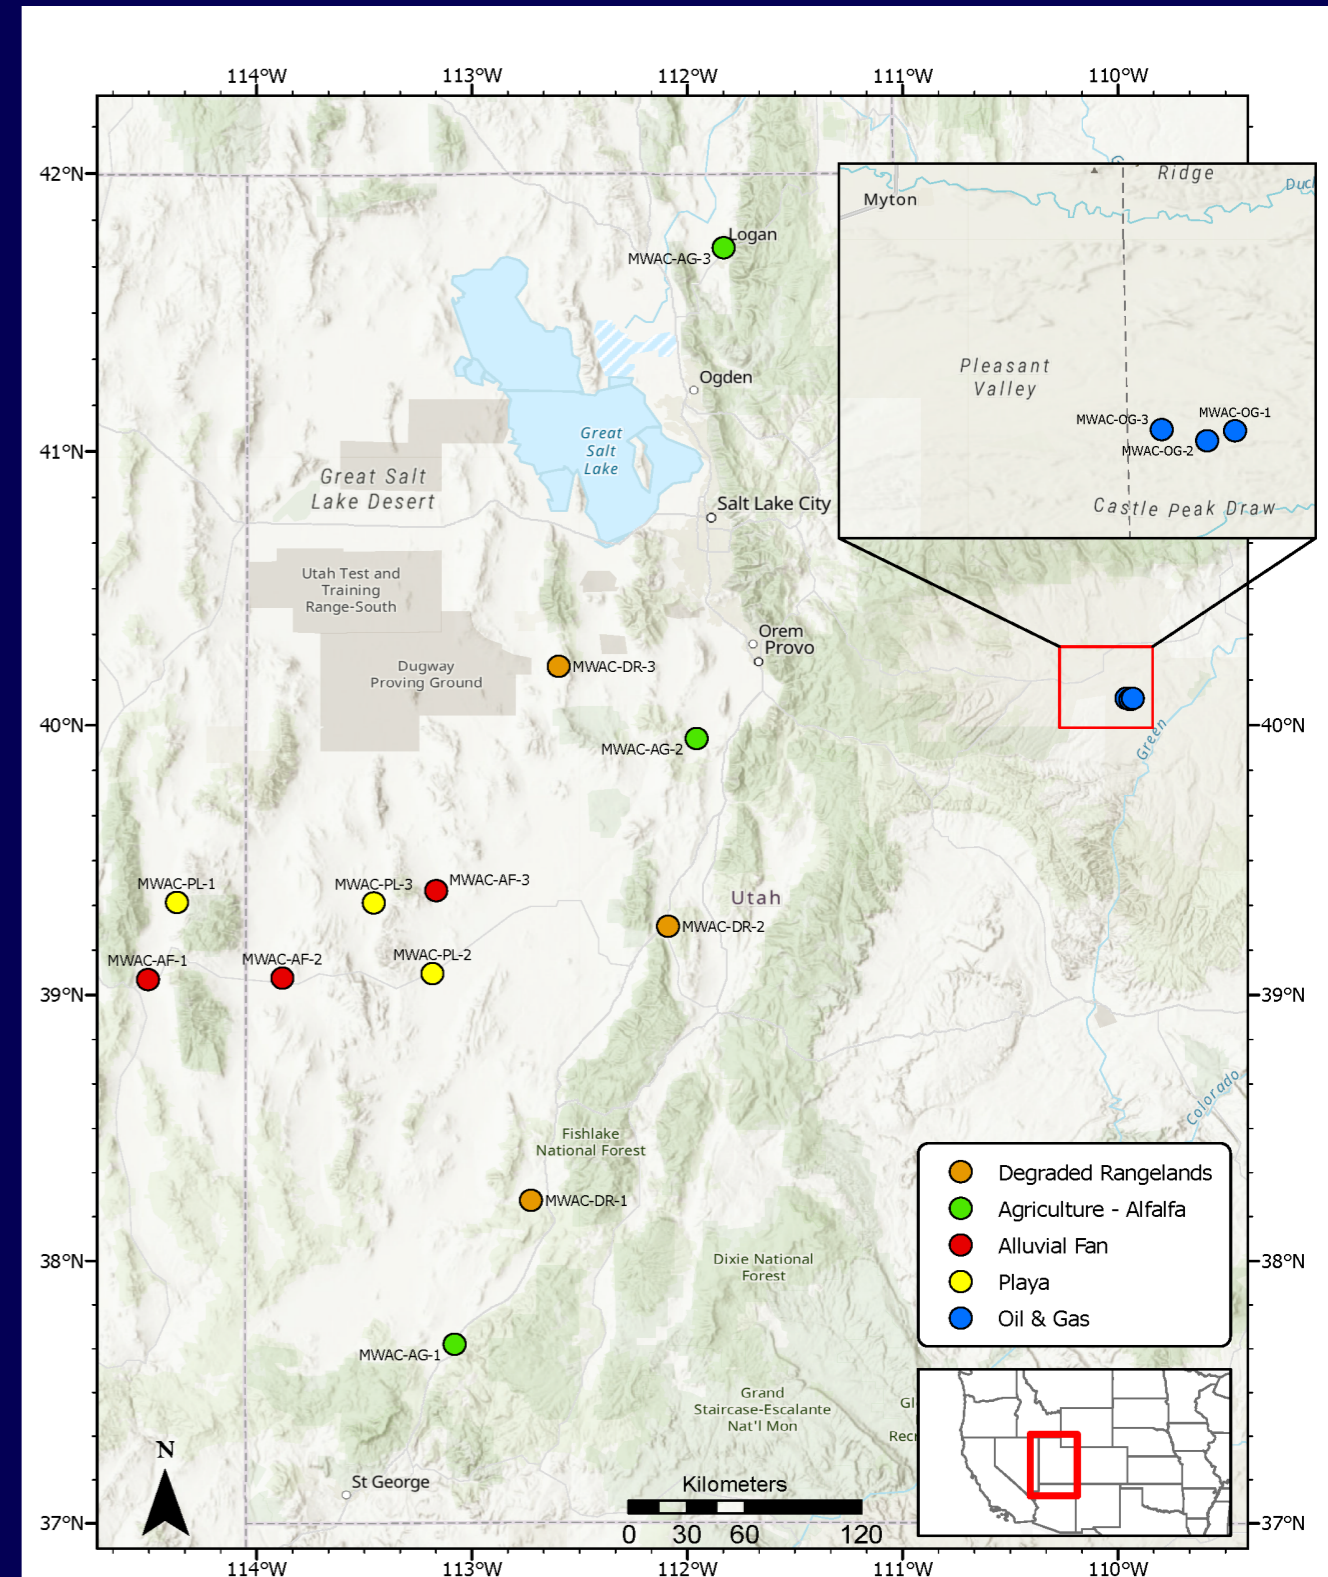 114°W
113°W
112°W
111°W
110°W
42°N
Ridge
Myton
Logan
MWAC-AG-3
Pleasant
Valley
Ogden
MWAC-OG-1
MWAC-OG-3
MWAC-OG-2
41°N
Great
Salt
Lake
Great Salt
Lake Desert
Castle Peak Draw
Salt Lake City
Utah Test and
Training
Range-South
Orem
Provo
Dugway
Proving Ground
MWAC-DR-3
40°N
40°N
MWAC-AG-2
Green
MWAC-PL-1
MWAC-PL-3
MWAC-AF-3
Utah
MWAC-DR-2
MWAC-AF-1
MWAC-AF-2
MWAC-PL-2
39°N
39°N
Colorado
Fishlake
National Forest
MWAC-DR-1
Degraded Rangelands
Agriculture - Alfalfa
Alluvial Fan
Playa
Oil & Gas
38°N
38°N
Dixie National
Forest
MWAC-AG-1
Grand
Staircase-Escalante
Nat'l Mon
N
St George
Kilometers
0 30 60 120
37°N
37°N
114°W
113°W
112°W
111°W
110°W